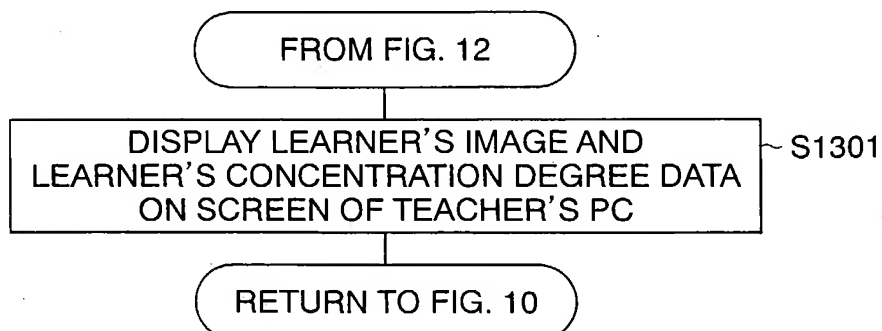 FROM FIG. 12
DISPLAY LEARNER'S IMAGE AND
LEARNER'S CONCENTRATION DEGREE DATA
ON SCREEN OF TEACHER'S PC
S1301
RETURN TO FIG. 10